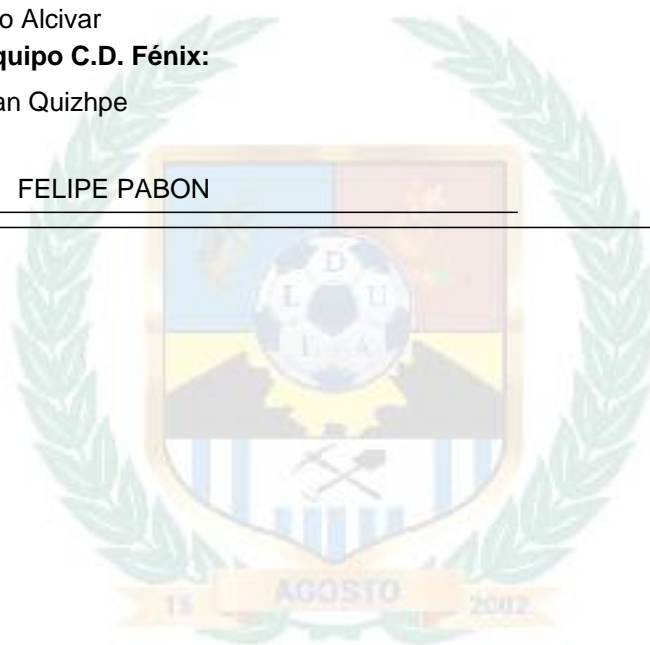 o Alcivar
quipo C.D. Fénix:
an Quizhpe
FELIPE PABON
D
L U
I A
15 AGOSTO 2002